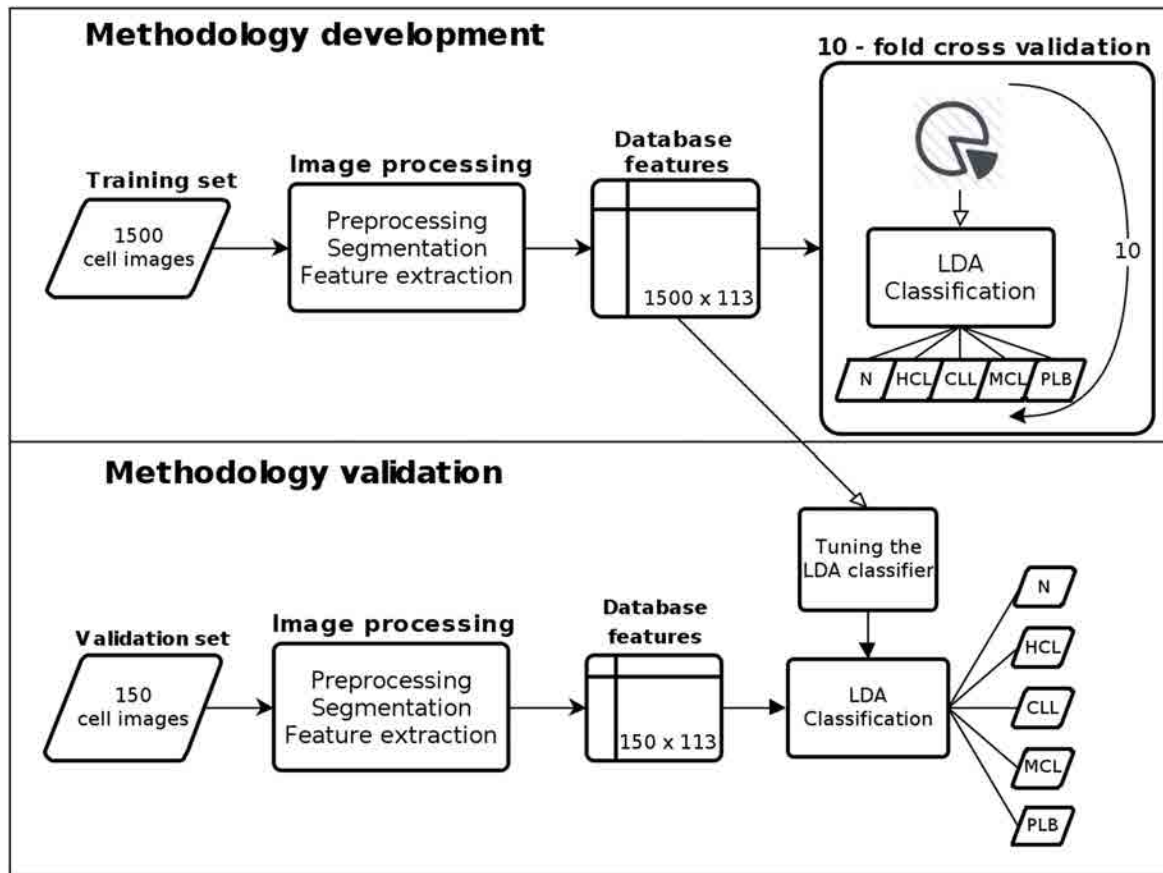 Methodology development
10 - fold cross validation
Training set
1500
cell images
Image processing
Preprocessing
Segmentation
Feature extraction
Database
features
1500 x 113
LDA
Classification
10
N
HCL
CLL
MCL
PLB
Methodology validation
Tuning the
LDA classifier
Validation set
150
cell images
Image processing
Preprocessing
Segmentation
Feature extraction
Database
features
150 x 113
LDA
Classification
N
HCL
CLL
MCL
PLB